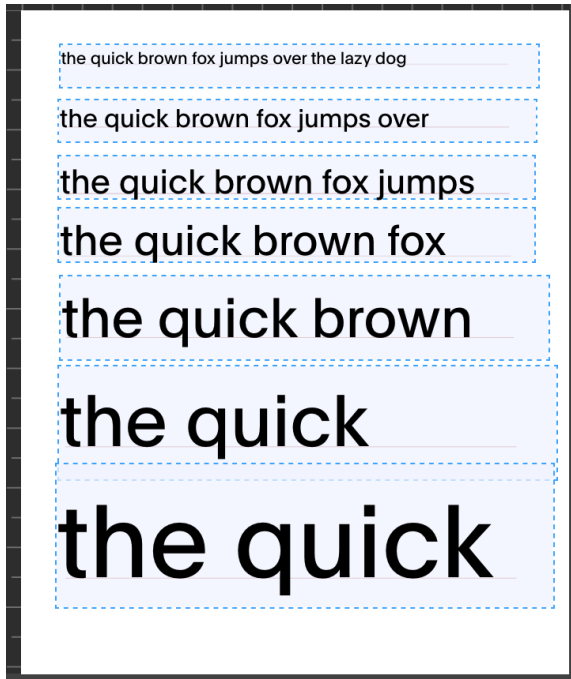 the quick brown fox jumps over the lazy dog
the quick brown fox jumps over
the quick brown fox jumps
the quick brown fox
the quick brown
the quick
the quick